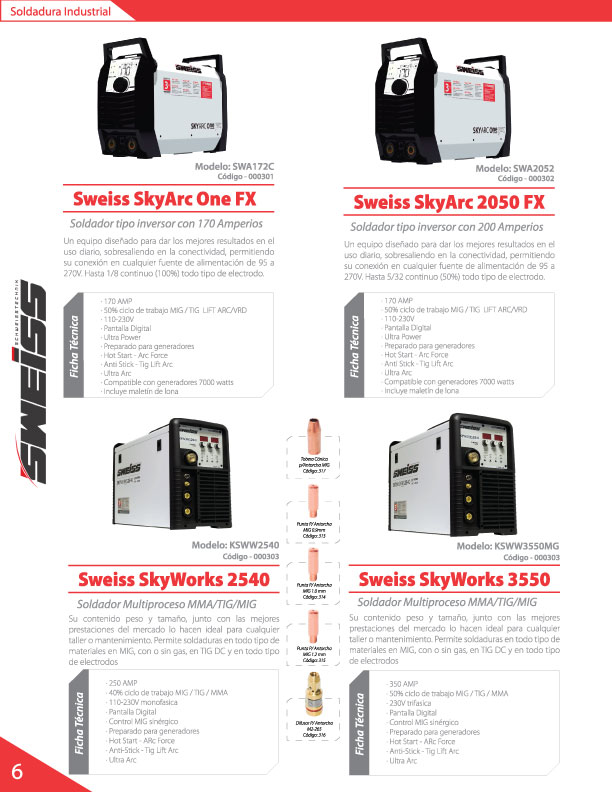 Soldadura Industrial
SKYARC ONE
Modelo: SWA172C
Código - 000301
Sweiss SkyArc One FX
Soldador tipo inversor con 170 Amperios
Un equipo diseñado para dar los mejores resultados en el
uso diario, sobresaliendo en la conectividad, permitiendo
su conexión en cualquier fuente de alimentación de 95 a
270V. Hasta 1/8 continuo (100%) todo tipo de electrodo.
Ficha Técnica
· 170 AMP
· 50% ciclo de trabajo MIG / TIG LIFT ARC/VRD
· 110-230V
· Pantalla Digital
· Ultra Power
· Preparado para generadores
· Hot Start - Arc Force
· Anti Stick - Tig Lift Arc
· Ultra Arc
· Compatible con generadores 7000 watts
· Incluye maletín de lona
SKYARC ONE
Modelo: SWA2052
Código - 000302
Sweiss SkyArc 2050 FX
Soldador tipo inversor con 200 Amperios
Un equipo diseñado para dar los mejores resultados en el
uso diario, sobresaliendo en la conectividad, permitiendo
su conexión en cualquier fuente de alimentación de 95 a
270V. Hasta 5/32 continuo (50%) todo tipo de electrodo.
Ficha Técnica
· 170 AMP
· 50% ciclo de trabajo MIG / TIG LIFT ARC/VRD
· 110-230V
· Pantalla Digital
· Ultra Power
· Preparado para generadores
· Hot Start - Arc Force
· Anti Stick - Tig Lift Arc
· Ultra Arc
· Compatible con generadores 7000 watts
· Incluye maletín de lona
SWEISS
SCHWEISSTECHNIK
SWEISS
Modelo: KSWW2540
Código - 000303
Sweiss SkyWorks 2540
Soldador Multiproceso MMA/TIG/MIG
Su contenido peso y tamaño, junto con las mejores
prestaciones del mercado lo hacen ideal para cualquier
taller o mantenimiento. Permite soldaduras en todo tipo de
materiales en MIG, con o sin gas, en TIG DC y en todo tipo
de electrodos
Ficha Técnica
· 250 AMP
· 40% ciclo de trabajo MIG / TIG / MMA
· 110-230V monofasica
· Pantalla Digital
· Control MIG sinérgico
· Preparado para generadores
· Hot Start - ARc Force
· Anti-Stick - Tig Lift Arc
· Ultra Arc
Tobera Cónica
p/Antorcha MIG
Código: 317
Punta P/ Antorcha
MIG 0.9mm
Código: 313
Punta P/ Antorcha
MIG 1.0 mm
Código: 314
Punta P/ Antorcha
MIG 1.2 mm
Código: 315
Difusor P/ Antorcha
Código: 316
SWEISS
Modelo: KSWW3550MG
Código - 000303
Sweiss SkyWorks 3550
Soldador Multiproceso MMA/TIG/MIG
Su contenido peso y tamaño, junto con las mejores
prestaciones del mercado lo hacen ideal para cualquier
taller o mantenimiento. Permite soldaduras en todo tipo de
materiales en MIG, con o sin gas, en TIG DC y en todo tipo
de electrodos
Ficha Técnica
· 350 AMP
· 50% ciclo de trabajo MIG / TIG / MMA
· 230V trifasica
· Pantalla Digital
· Control MIG sinérgico
· Preparado para generadores
· Hot Start - ARc Force
· Anti-Stick - Tig Lift Arc
· Ultra Arc
6